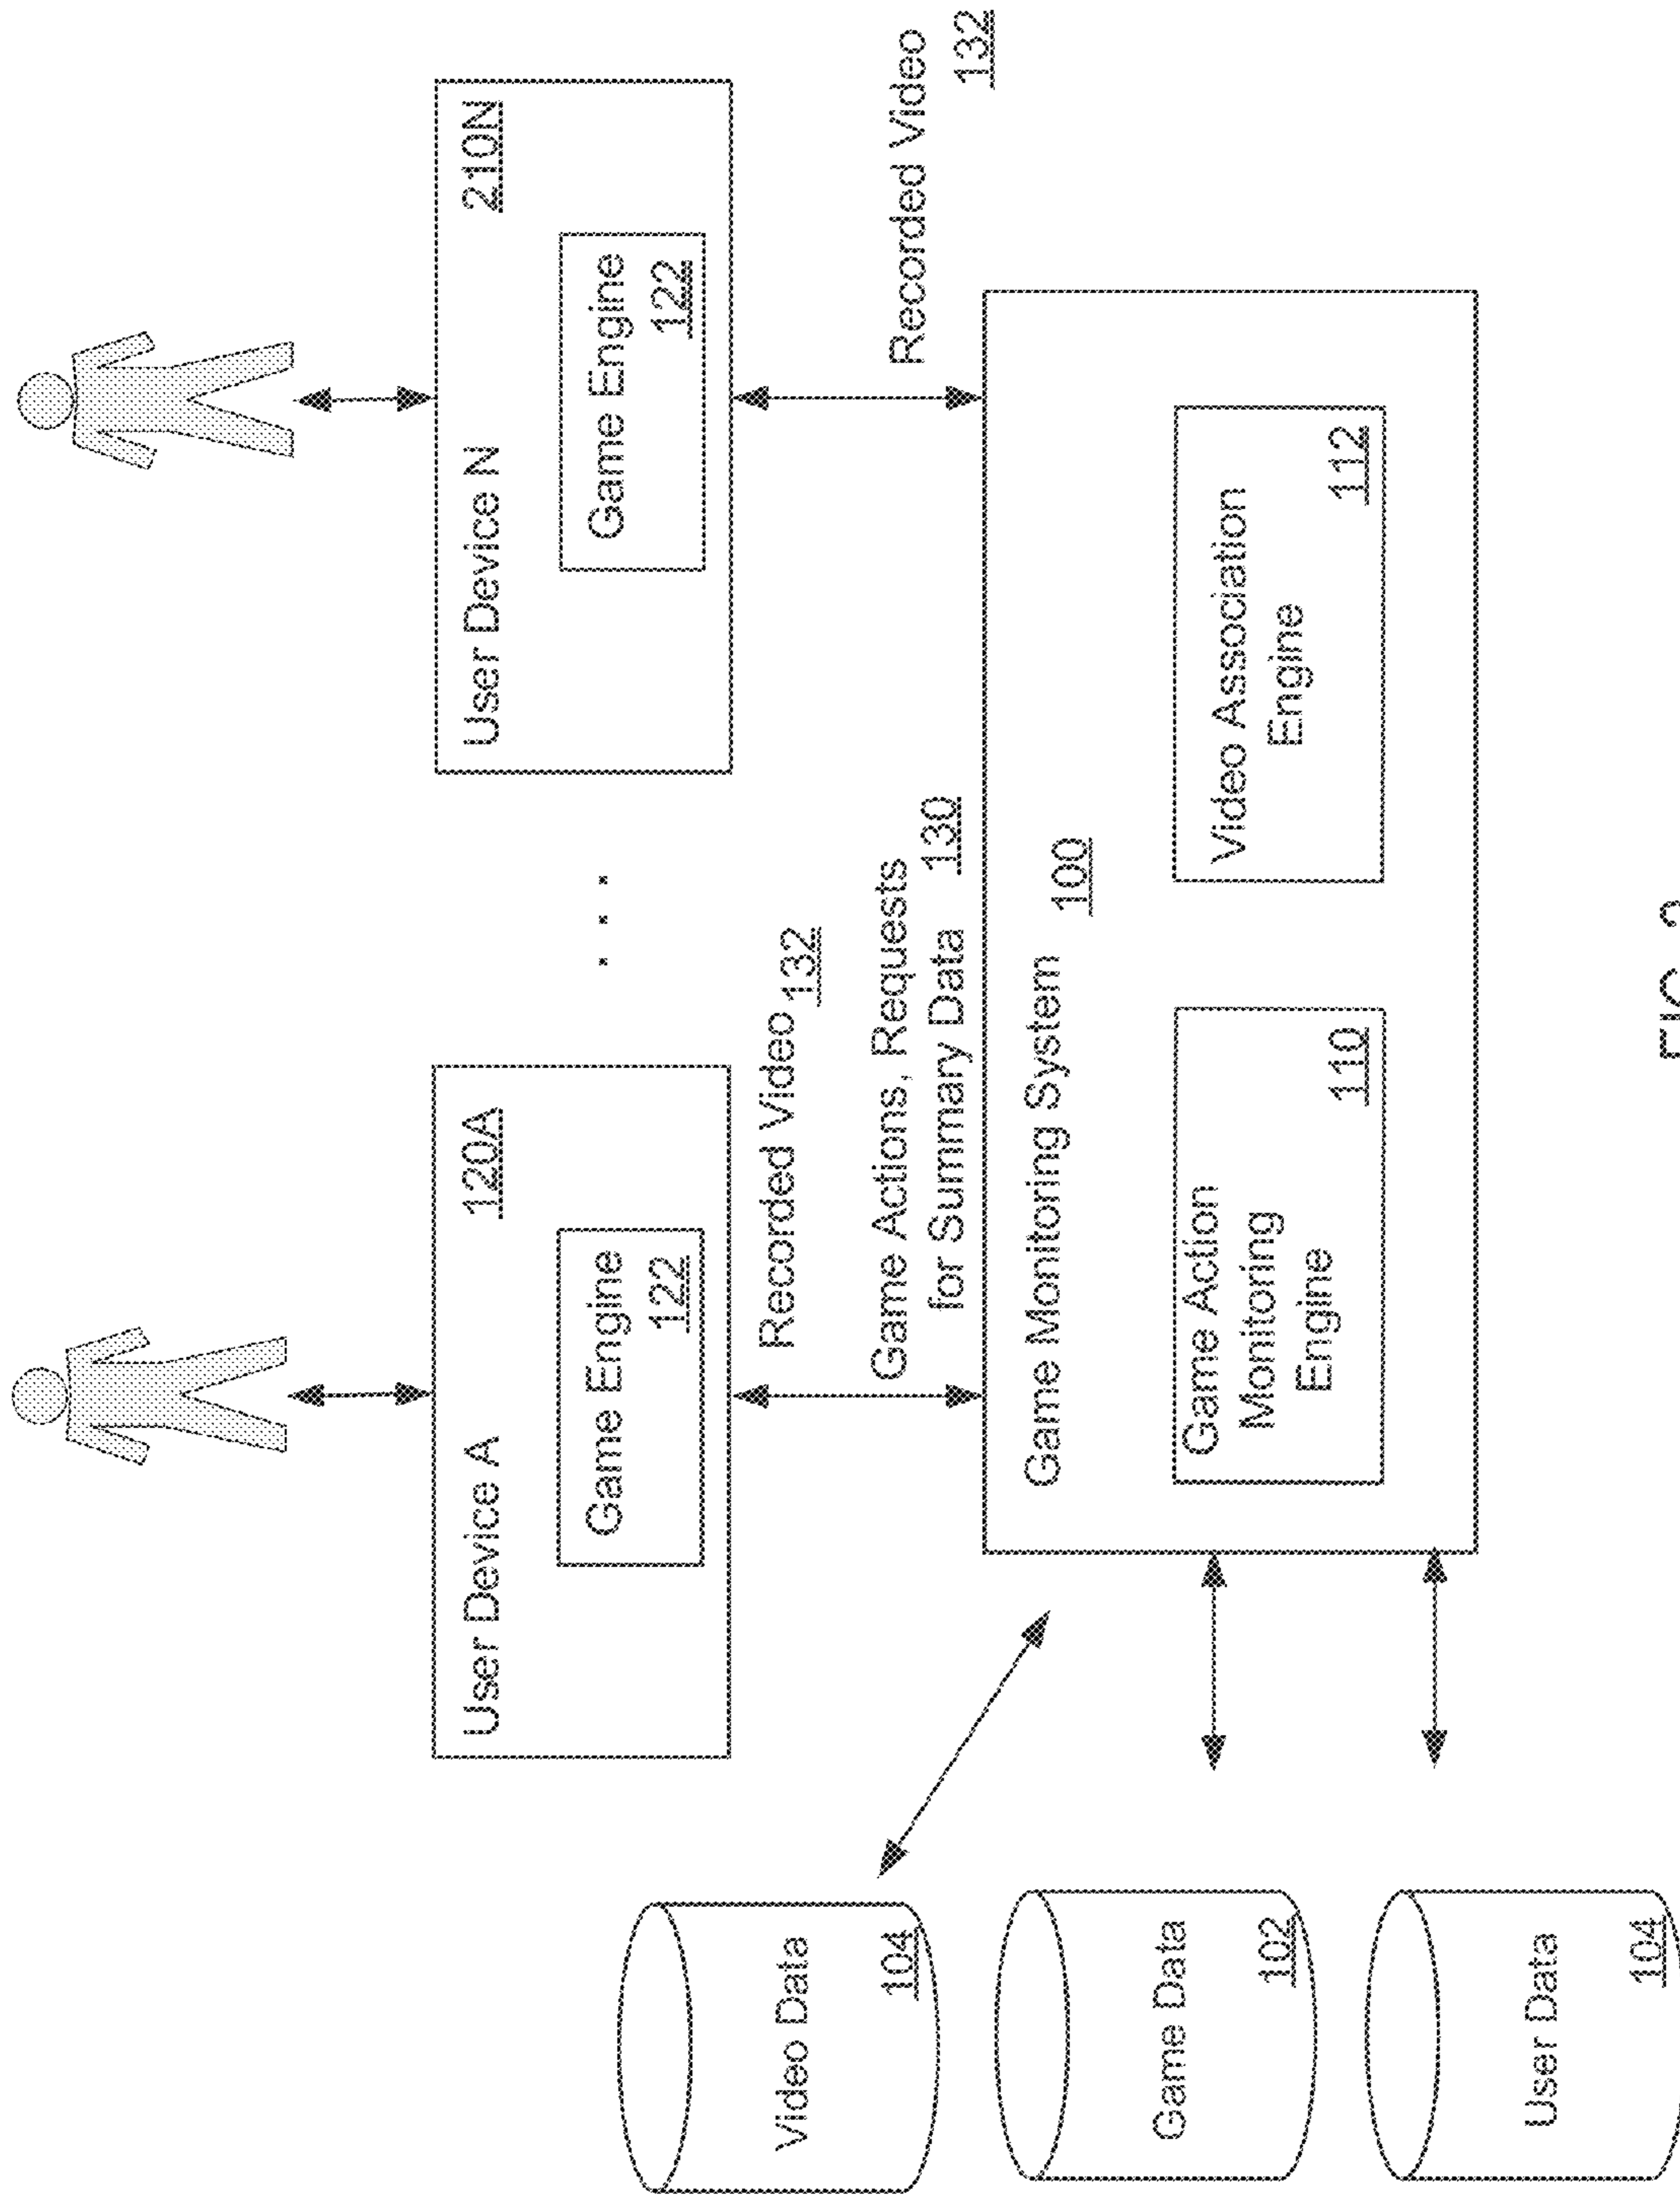 User Device A
120A
Game Engine
122
. . .
User Device N
210N
Game Engine
122
Recorded Video 132
Game Actions, Requests
for Summary Data 130
Recorded Video
132
Game Monitoring System 100
Game Action
Monitoring
Engine
110
Video Association
Engine
112
Video Data
104
Game Data
102
User Data
104